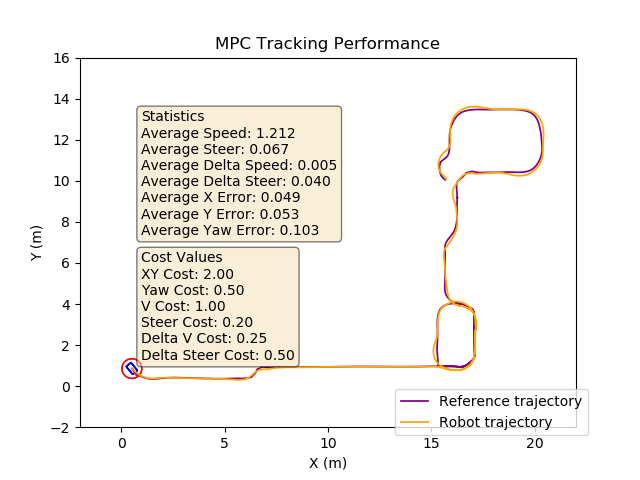 MPC Tracking Performance
Y (m)
16
14
12
10
8
6
4
2
0
−2
Statistics
Average Speed: 1.212
Average Steer: 0.067
Average Delta Speed: 0.005
Average Delta Steer: 0.040
Average X Error: 0.049
Average Y Error: 0.053
Average Yaw Error: 0.103
Cost Values
XY Cost: 2.00
Yaw Cost: 0.50
V Cost: 1.00
Steer Cost: 0.20
Delta V Cost: 0.25
Delta Steer Cost: 0.50
Reference trajectory
Robot trajectory
0 5 10 15 20
X (m)